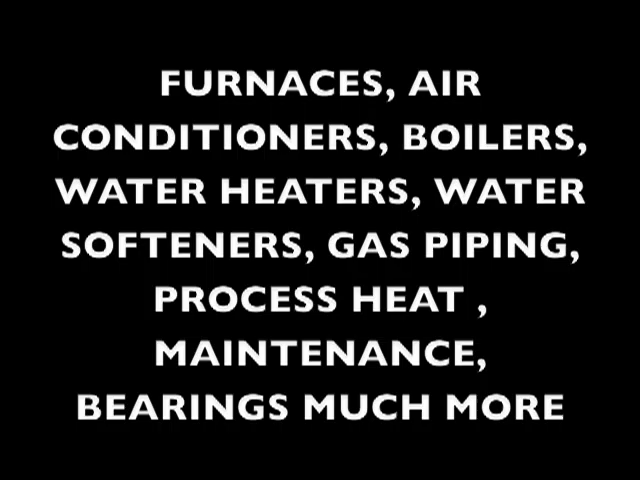 FURNACES, AIR
CONDITIONERS, BOILERS,
WATER HEATERS, WATER
SOFTENERS, GAS PIPING,
PROCESS HEAT ,
MAINTENANCE,
BEARINGS MUCH MORE